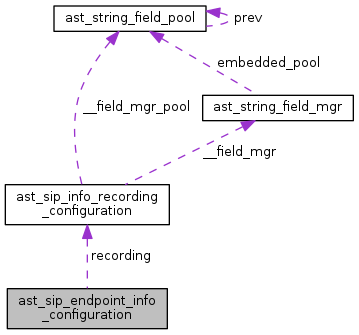 ast_string_field_pool
prev
embedded_pool
__field_mgr_pool
ast_string_field_mgr
__field_mgr
ast_sip_info_recording
_configuration
recording
ast_sip_endpoint_info
_configuration